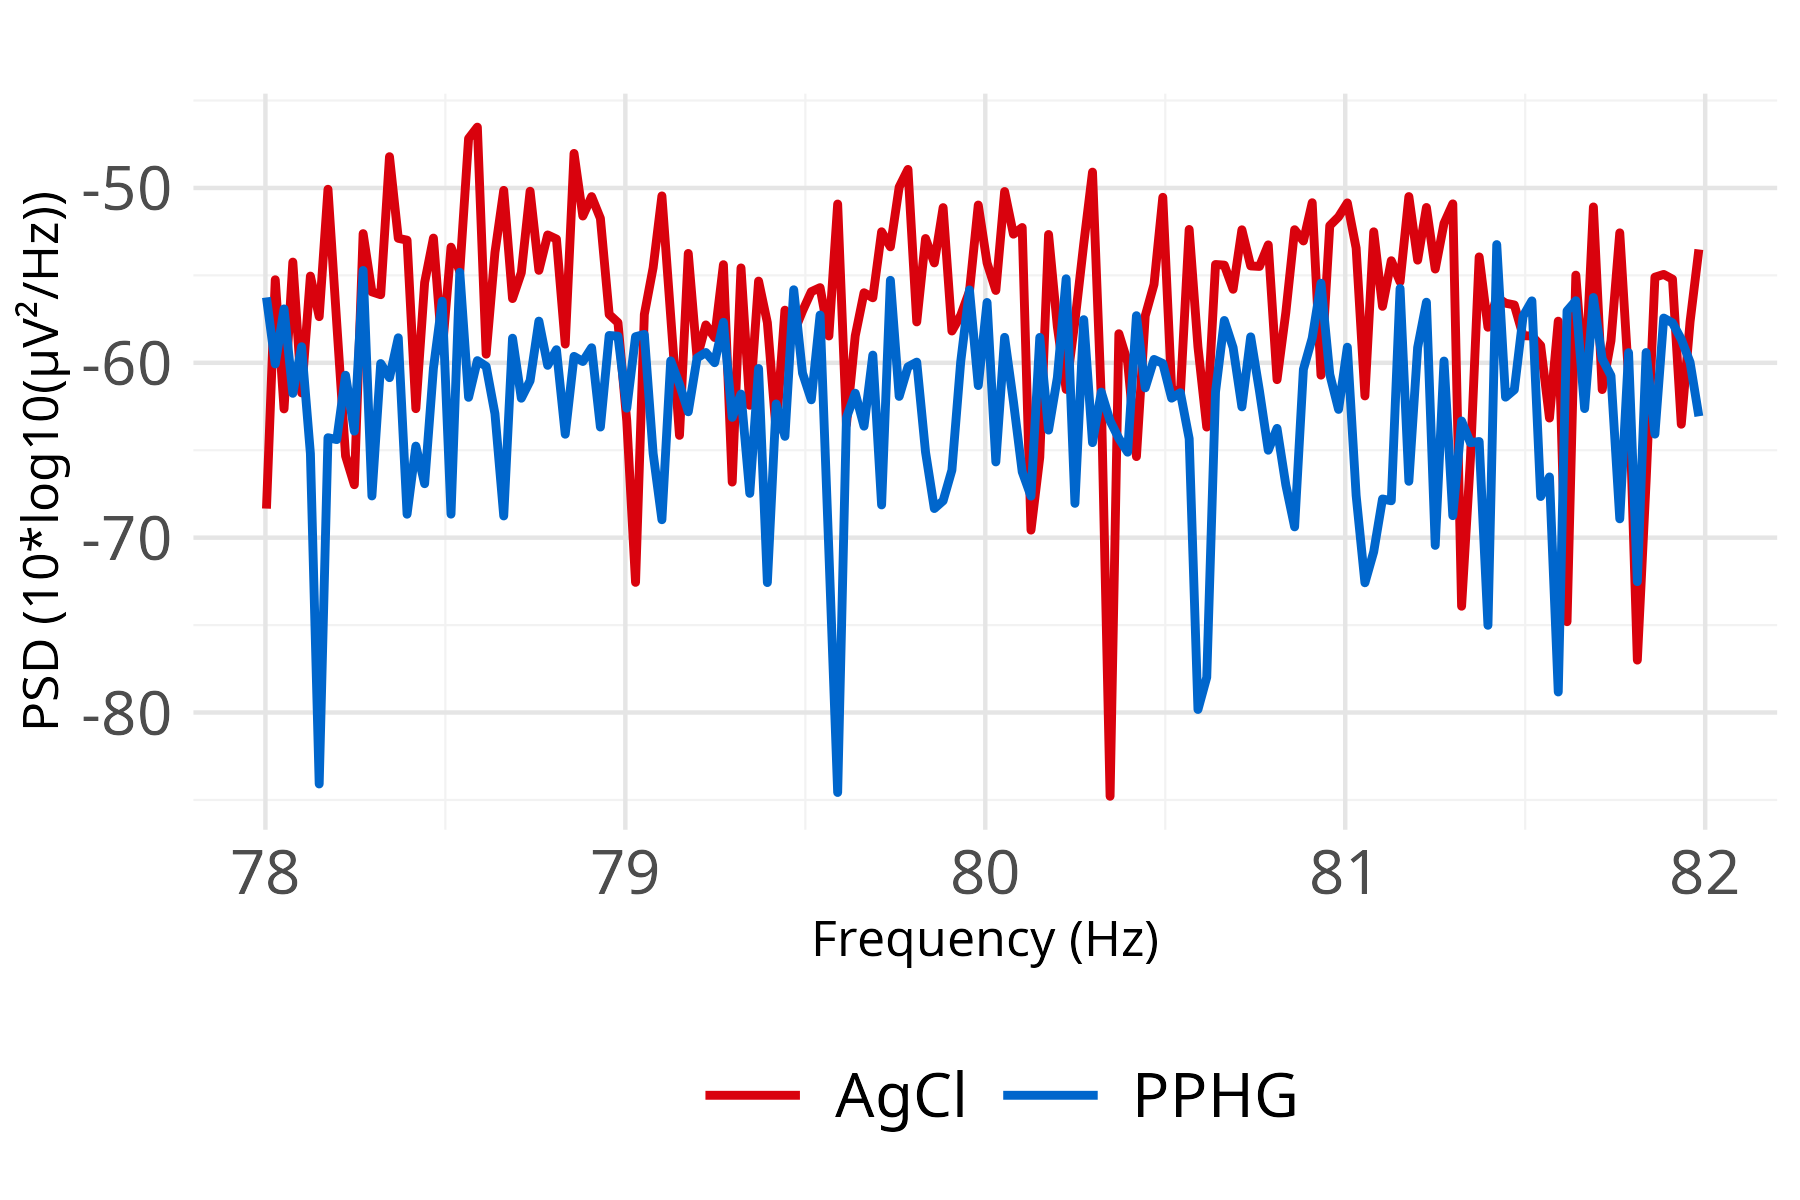 PSD (10*log10(μV²/Hz))
-50
-60
-70
-80
78 79 80 81 82
Frequency (Hz)
AgCl PPHG